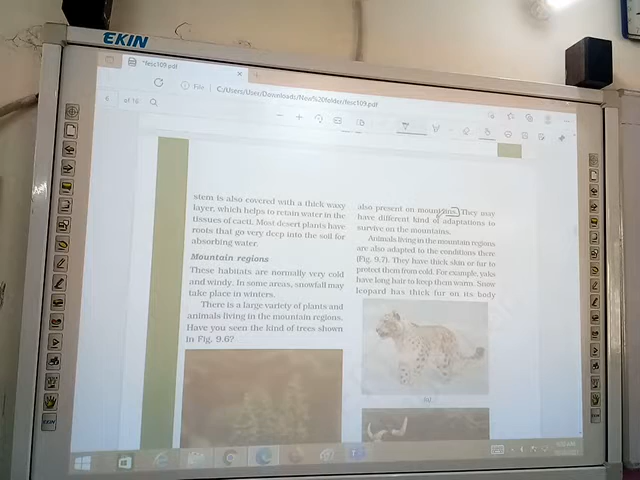 EKIN
*fesc109.pdf
File
C:/Users/User/Downloads/New%20folder/fesc109.pdf
of 16
stem is also covered with a thick waxy
layer, which helps to retain water in the
tissues of cacti. Most desert plants have
roots that go very deep into the soil for
absorbing water.
Mountain regions
These habitats are normally very cold
and windy. In some areas, snowfall may
take place in winters.
There is a large variety of plants and
animals living in the mountain regions.
Have you seen the kind of trees shown
in Fig. 9.6?
also present on mountains. They may
have different kind of adaptations to
survive on the mountains.
Animals living in the mountain regions
are also adapted to the conditions there
(Fig. 9.7). They have thick skin or fur to
protect them from cold. For example, yaks
have long hair to keep them warm. Snow
leopard has thick fur on its body
(a)
EKIN